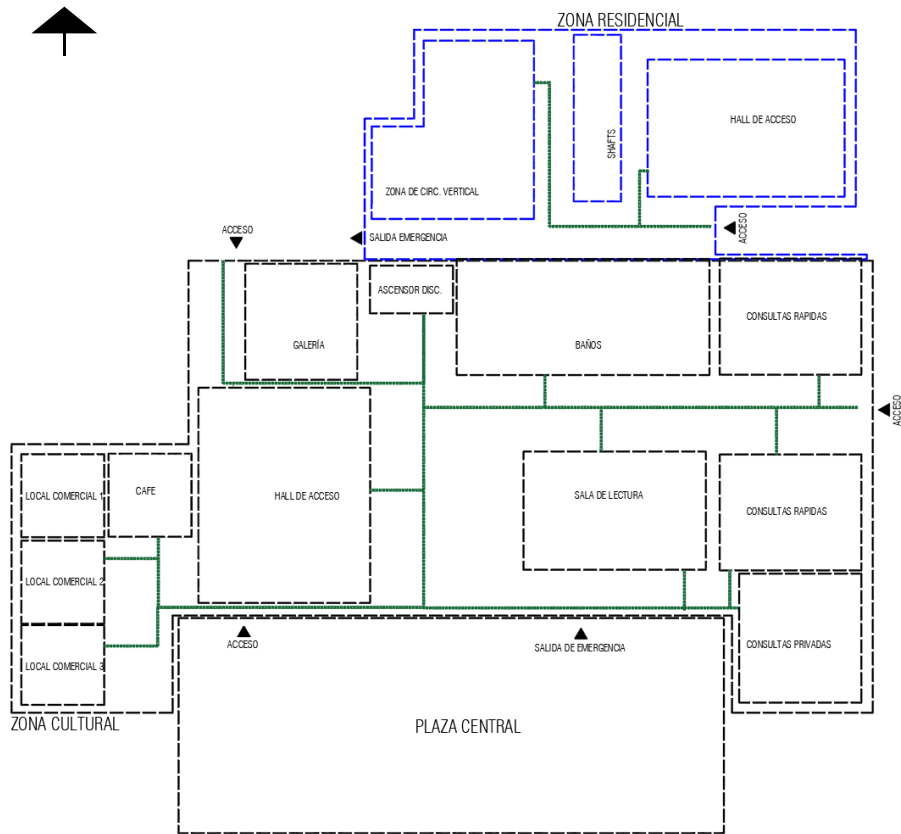 ZONA RESIDENCIAL
HALL DE ACCESO
SHAFTS
ZONA DE CIRC. VERTICAL
ACCESO
SALIDA EMERGENCIA
ACCESO
ASCENSOR DISC.
CONSULTAS RAPIDAS
GALERÍA
BAÑOS
ACCESO
CAFE
LOCAL COMERCIAL 1
HALL DE ACCESO
SALA DE LECTURA
CONSULTAS RAPIDAS
LOCAL COMERCIAL 2
ACCESO
SALIDA DE EMERGENCIA
CONSULTAS PRIVADAS
LOCAL COMERCIAL 3
ZONA CULTURAL
PLAZA CENTRAL